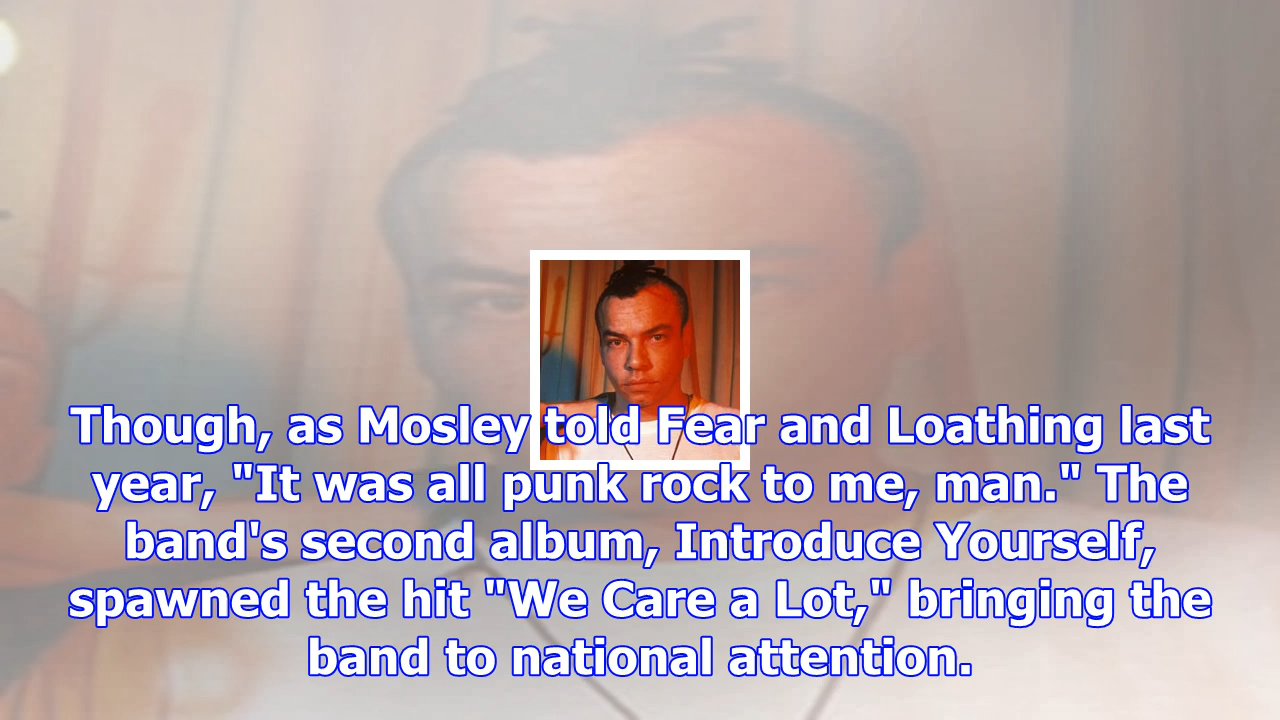 Though, as Mosley told Fear and Loathing last
year, "It was all punk rock to me, man." The
band's second album, Introduce Yourself,
spawned the hit "We Care a Lot," bringing the
band to national attention.